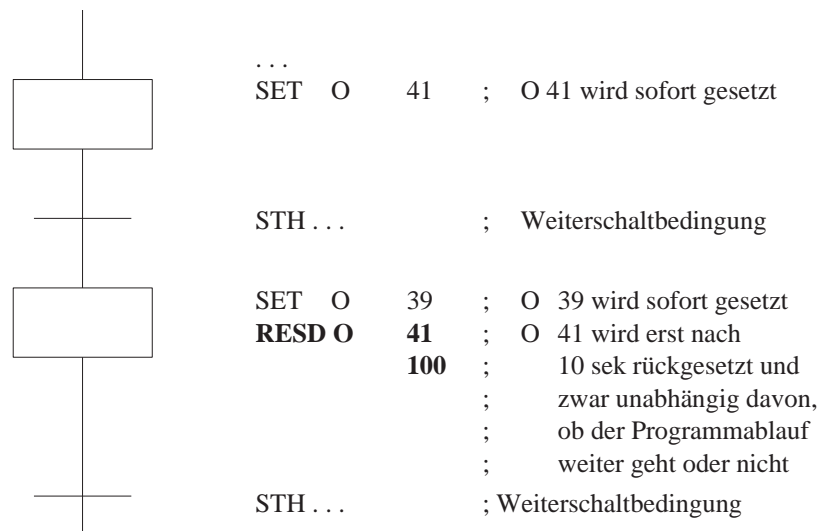 . . .
SET O 41 ; O 41 wird sofort gesetzt
STH . . . ; Weiterschaltbedingung
SET O 39 ; O 39 wird sofort gesetzt
RESD O 41 ; O 41 wird erst nach
100 ; 10 sek rückgesetzt und
; zwar unabhängig davon,
; ob der Programmablauf
; weiter geht oder nicht
STH . . . ; Weiterschaltbedingung